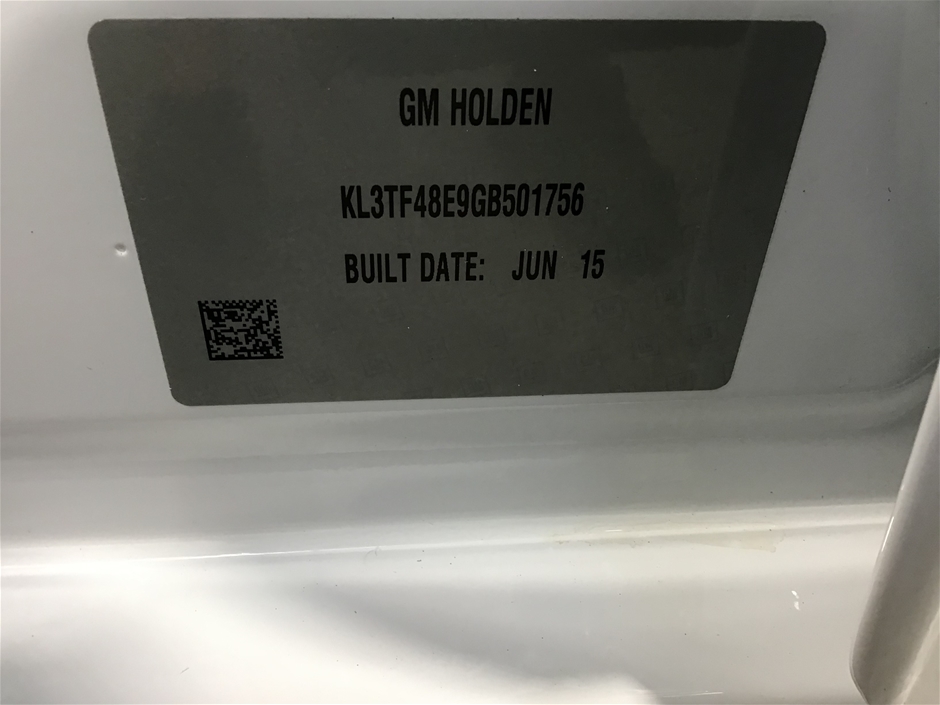 GM HOLDEN
KL3TF48E9GB501756
BUILT DATE: JUN 15